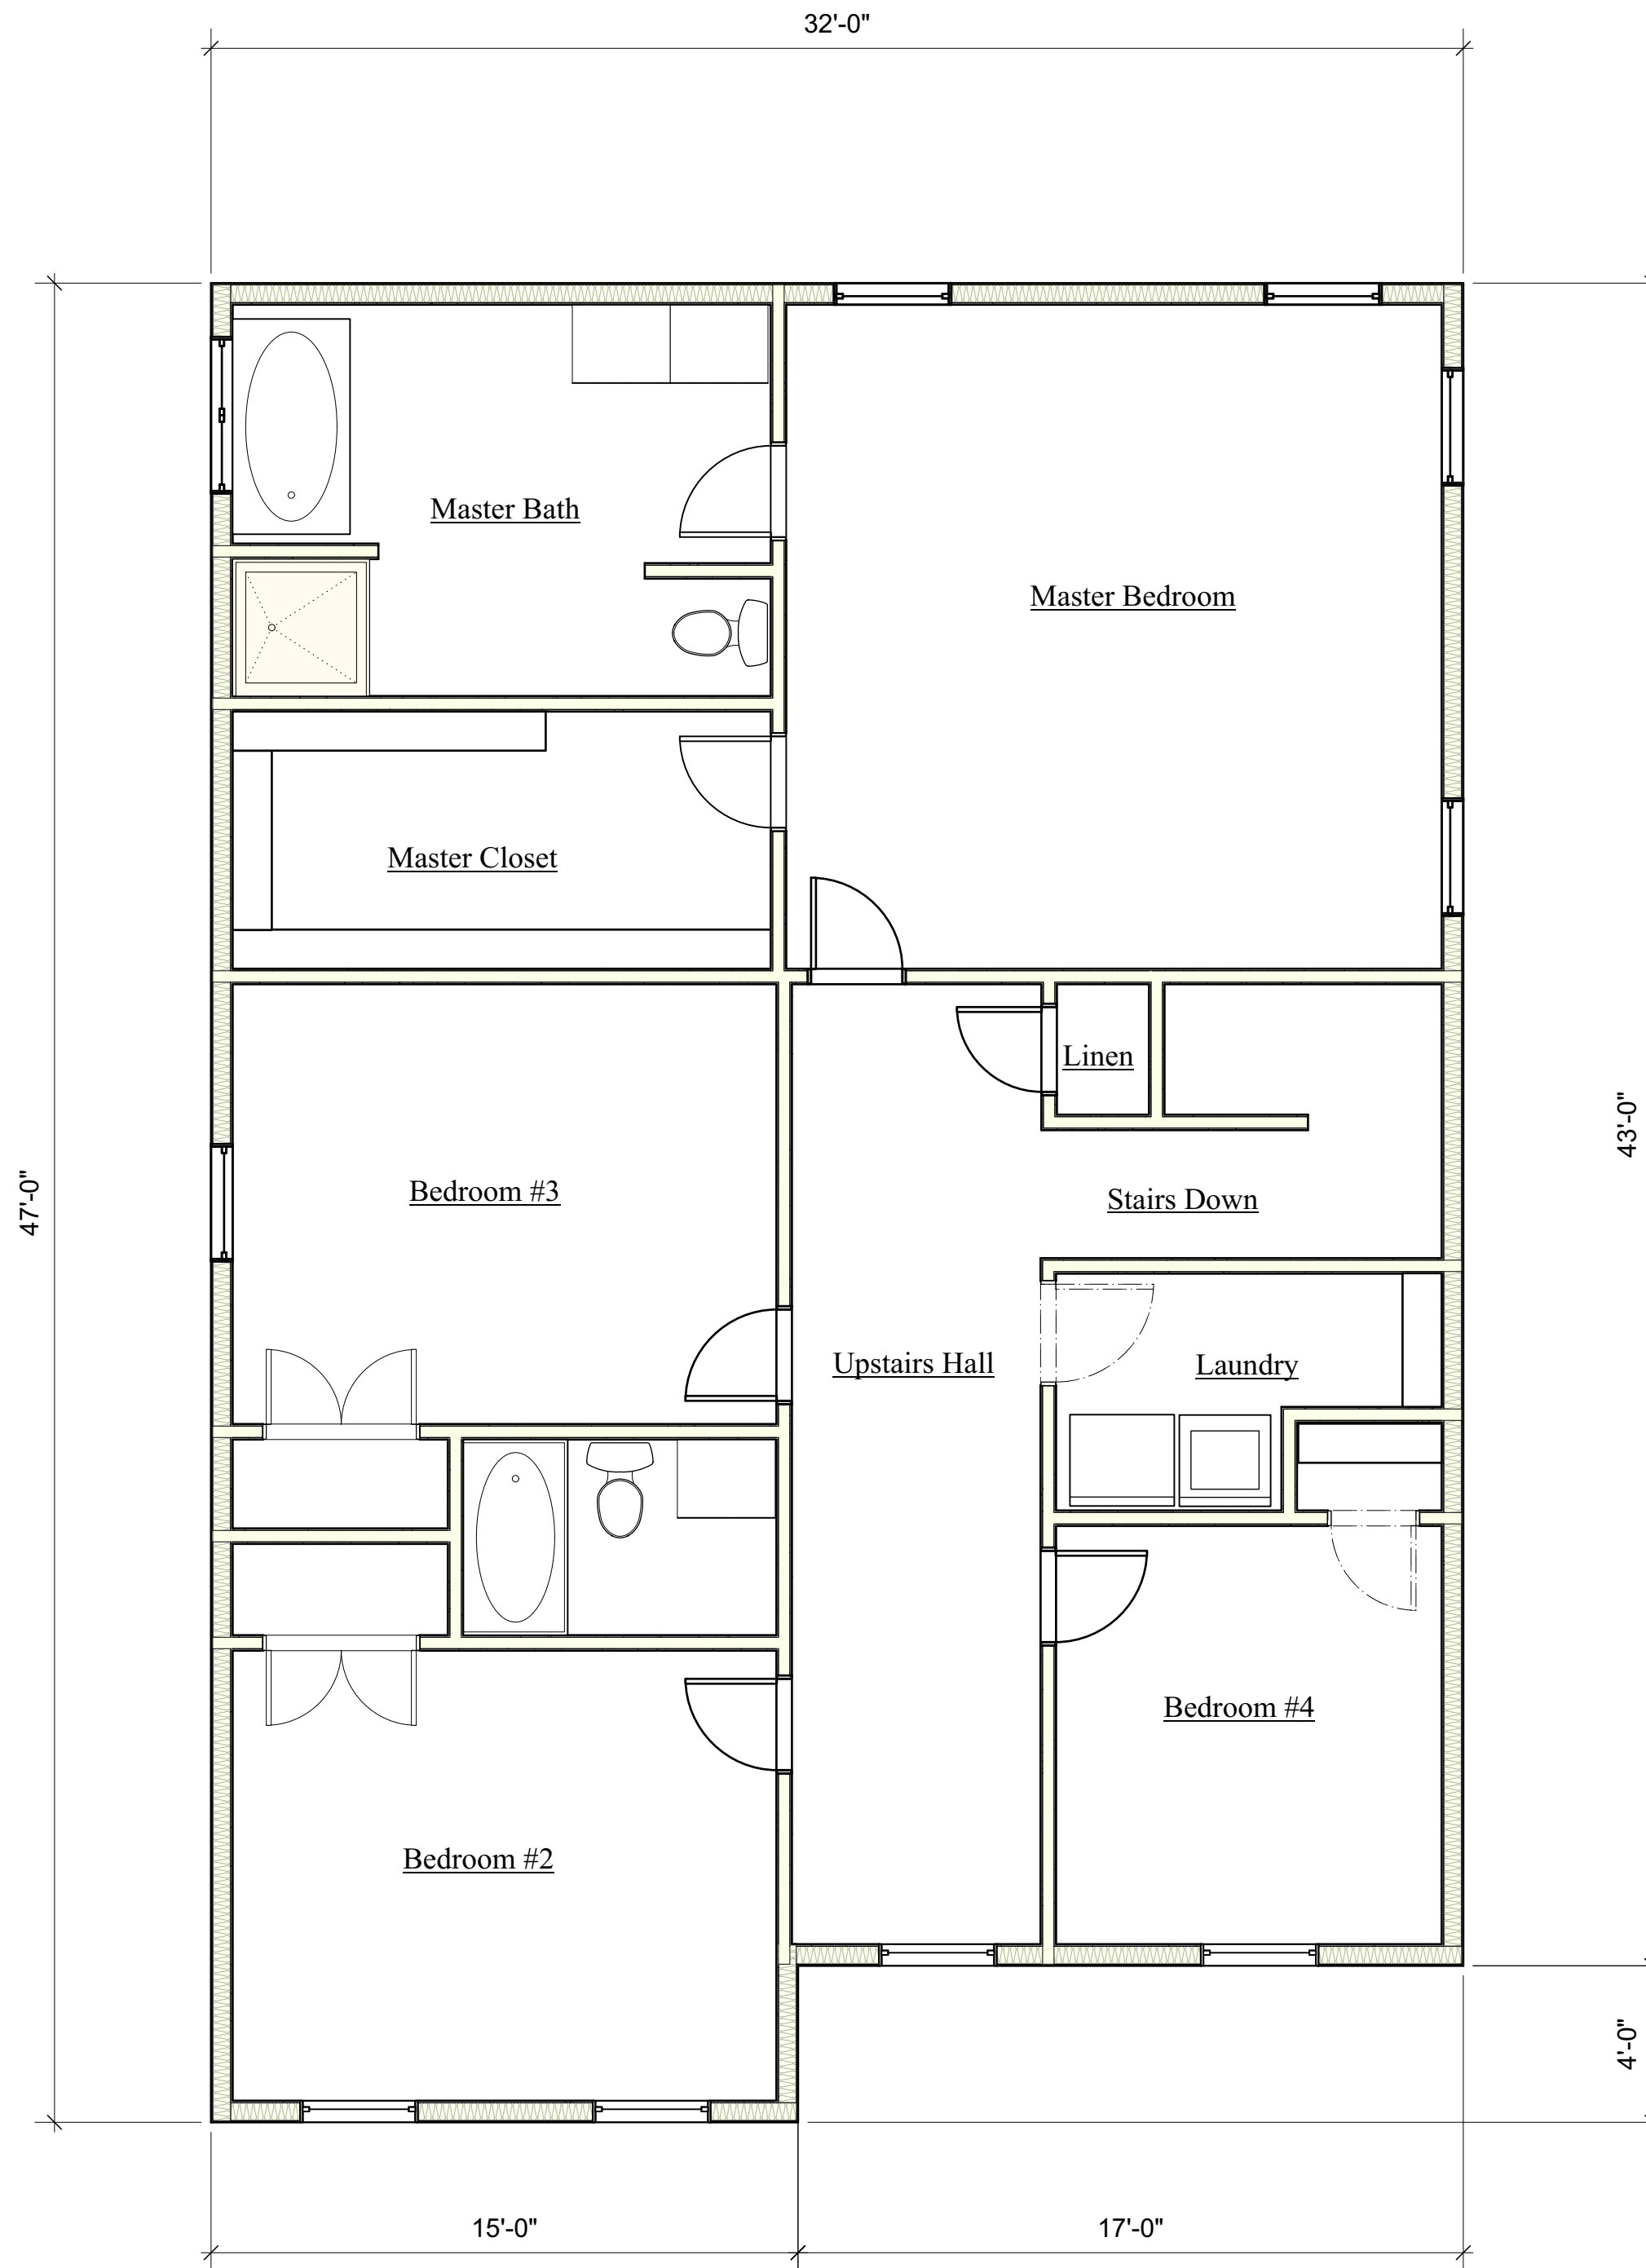 32'-0"
Master Bath
Master Bedroom
Master Closet
Linen
43'-0"
47'-0"
Bedroom #3
Stairs Down
Upstairs Hall
Laundry
Bedroom #4
Bedroom #2
4'-0"
15'-0"
17'-0"